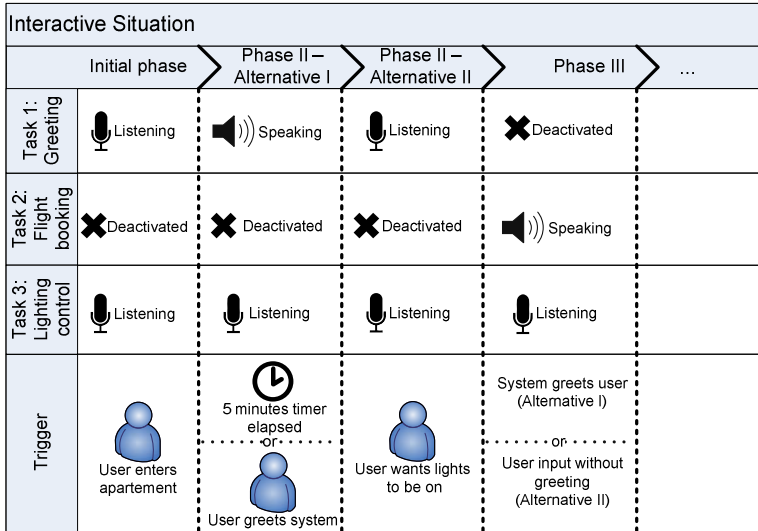 Interactive Situation
Initial phase
Phase II –
Alternative I
Phase II –
Alternative II
Phase III
...
Task 1:
Greeting
Listening
Speaking
Listening
Deactivated
Task 2:
Flight
booking
Deactivated
Deactivated
Deactivated
Speaking
Task 3:
Lighting
control
Listening
Listening
Listening
Listening
Trigger
User enters
apartement
5 minutes timer
elapsed
or
User greets system
User wants lights
to be on
System greets user
(Alternative I)
or
User input without
greeting
(Alternative II)